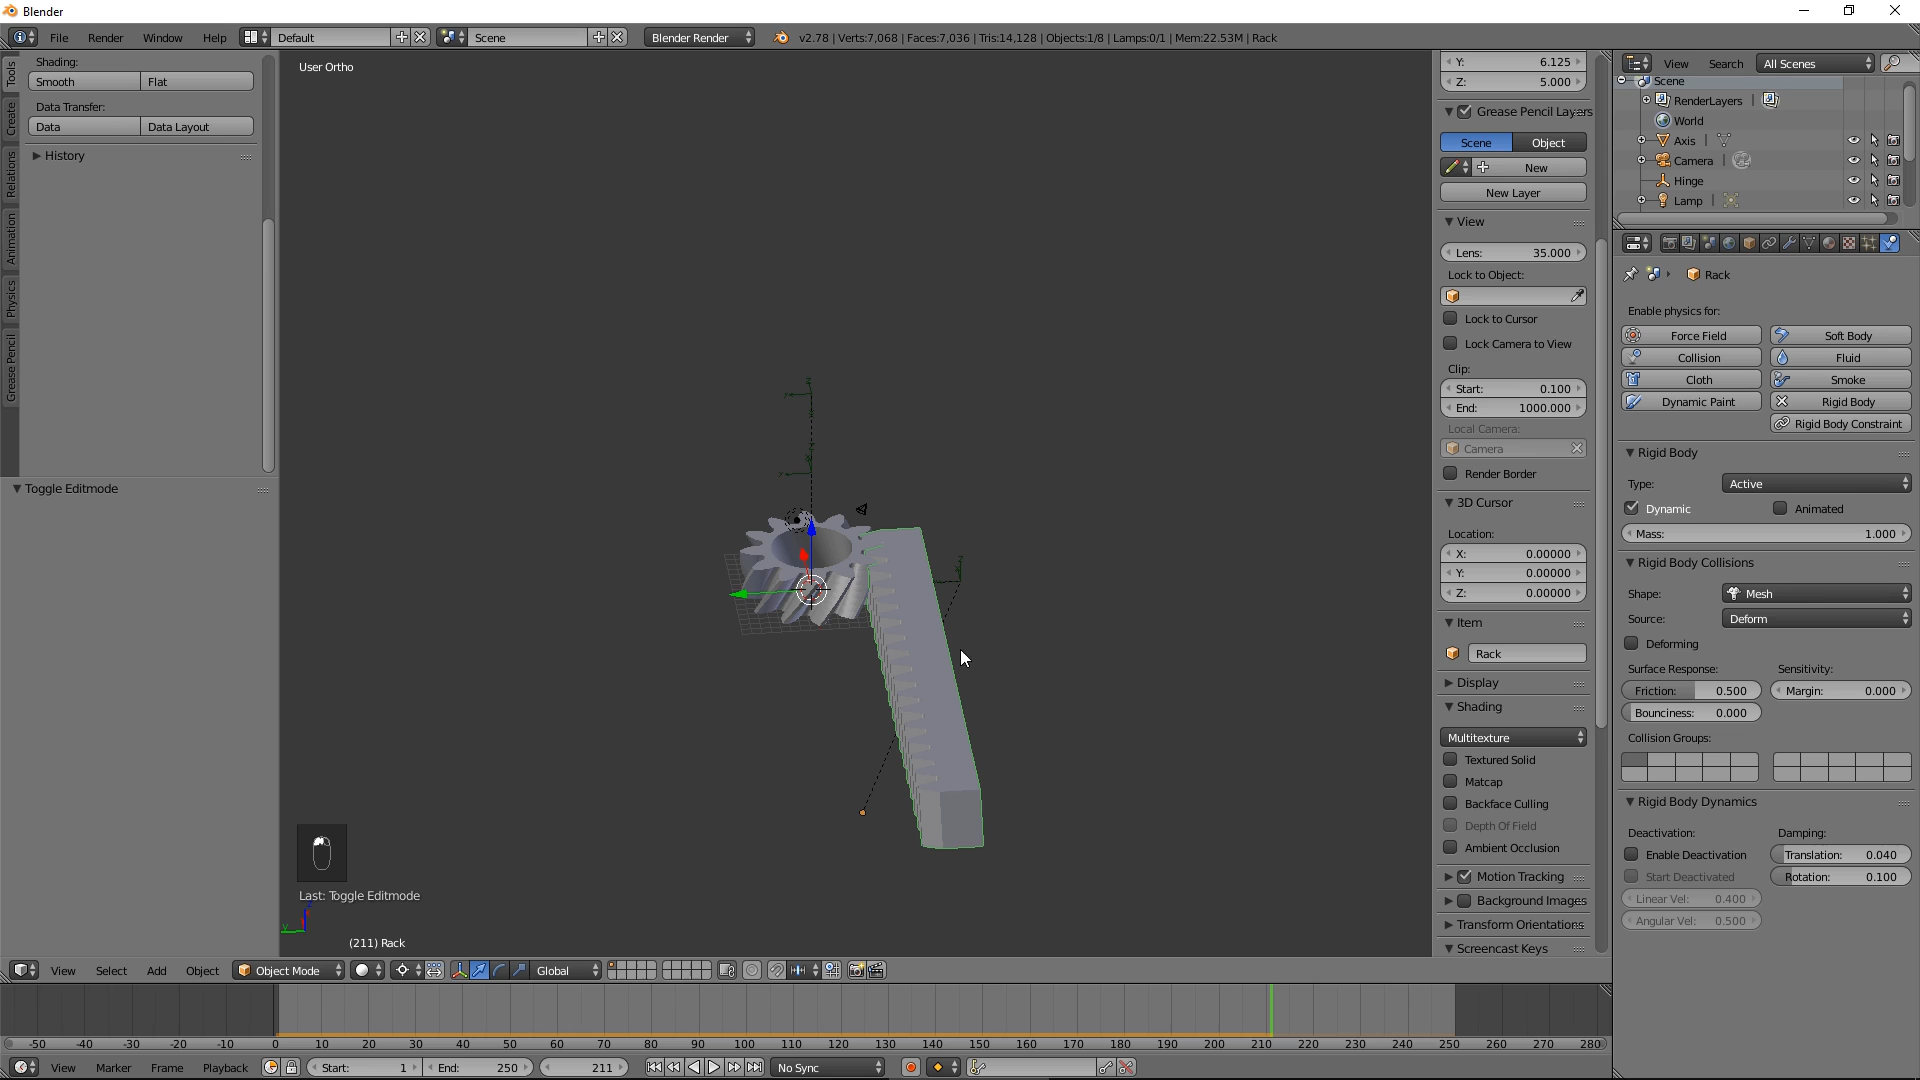 Blender
File Render Window Help Default Scene Blender Render v2.78 | Verts:7,068 | Faces:7,036 | Tris:14,128 | Objects:1/8 | Lamps:0/1 | Mem:22.53M | Rack
Tools
Create
Relations
Animation
Physics
Grease Pencil
Shading:
Smooth Flat
Data Transfer:
Data Data Layout
History
Toggle Editmode
User Ortho
Last: Toggle Editmode
(211) Rack
Y: 6.125
Z: 5.000
Grease Pencil Layers
Scene Object
New
New Layer
View
Lens: 35.000
Lock to Object:
Lock to Cursor
Lock Camera to View
Clip:
Start: 0.100
End: 1000.000
Local Camera:
Camera
Render Border
3D Cursor
Location:
X: 0.00000
Y: 0.00000
Z: 0.00000
Item
Rack
Display
Shading
Multitexture
Textured Solid
Matcap
Backface Culling
Depth Of Field
Ambient Occlusion
Motion Tracking
Background Images
Transform Orientations
Screencast Keys
View Search All Scenes
Scene
RenderLayers
World
Axis
Camera
Hinge
Lamp
Rack
Enable physics for:
Force Field Soft Body
Collision Fluid
Cloth Smoke
Dynamic Paint Rigid Body
Rigid Body Constraint
Rigid Body
Type: Active
Dynamic Animated
Mass: 1.000
Rigid Body Collisions
Shape: Mesh
Source: Deform
Deforming
Surface Response: Sensitivity:
Friction: 0.500 Margin: 0.000
Bounciness: 0.000
Collision Groups:
Rigid Body Dynamics
Deactivation: Damping:
Enable Deactivation Translation: 0.040
Start Deactivated Rotation: 0.100
Linear Vel: 0.400
Angular Vel: 0.500
View Select Add Object Object Mode Global
-50 -40 -30 -20 -10 0 10 20 30 40 50 60 70 80 90 100 110 120 130 140 150 160 170 180 190 200 210 220 230 240 250 260 270 280
View Marker Frame Playback Start: 1 End: 250 211 No Sync